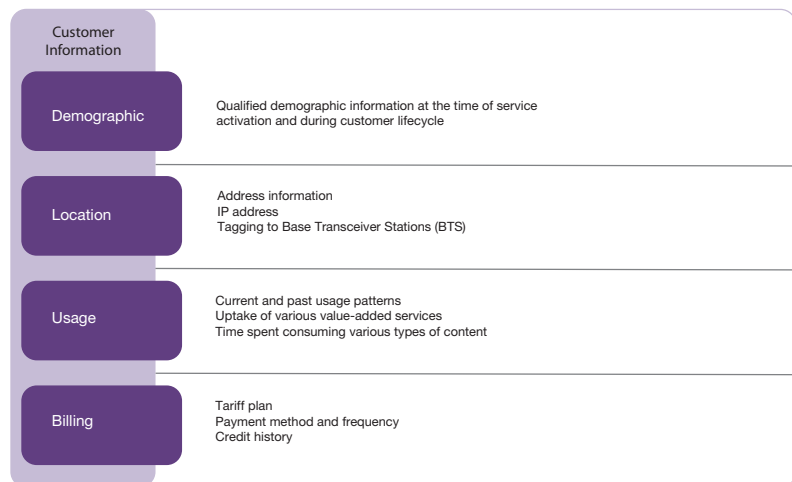 Customer
Information
Demographic
Qualified demographic information at the time of service
activation and during customer lifecycle
Location
Address information
IP address
Tagging to Base Transceiver Stations (BTS)
Usage
Current and past usage patterns
Uptake of various value-added services
Time spent consuming various types of content
Billing
Tariff plan
Payment method and frequency
Credit history